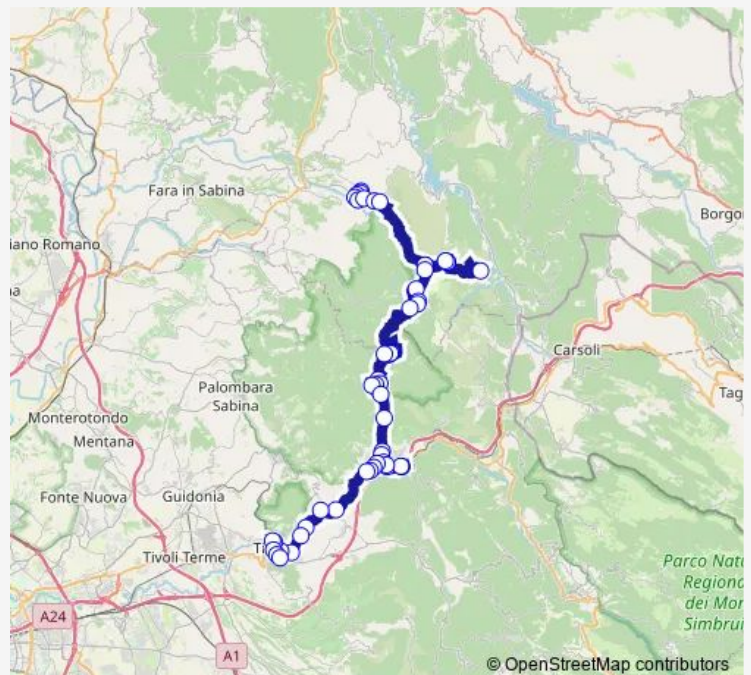 Fara in Sabina
Borgo
iano Romano
a
Carsoli
Palombara
Sabina
Tag
Monterotondo
Mentana
Fonte Nuova
Guidonia
Ti
Tivoli Terme
Parco Natu
Regiona
dei Mon
Simbrui
A24
A1
© OpenStreetMap contributors